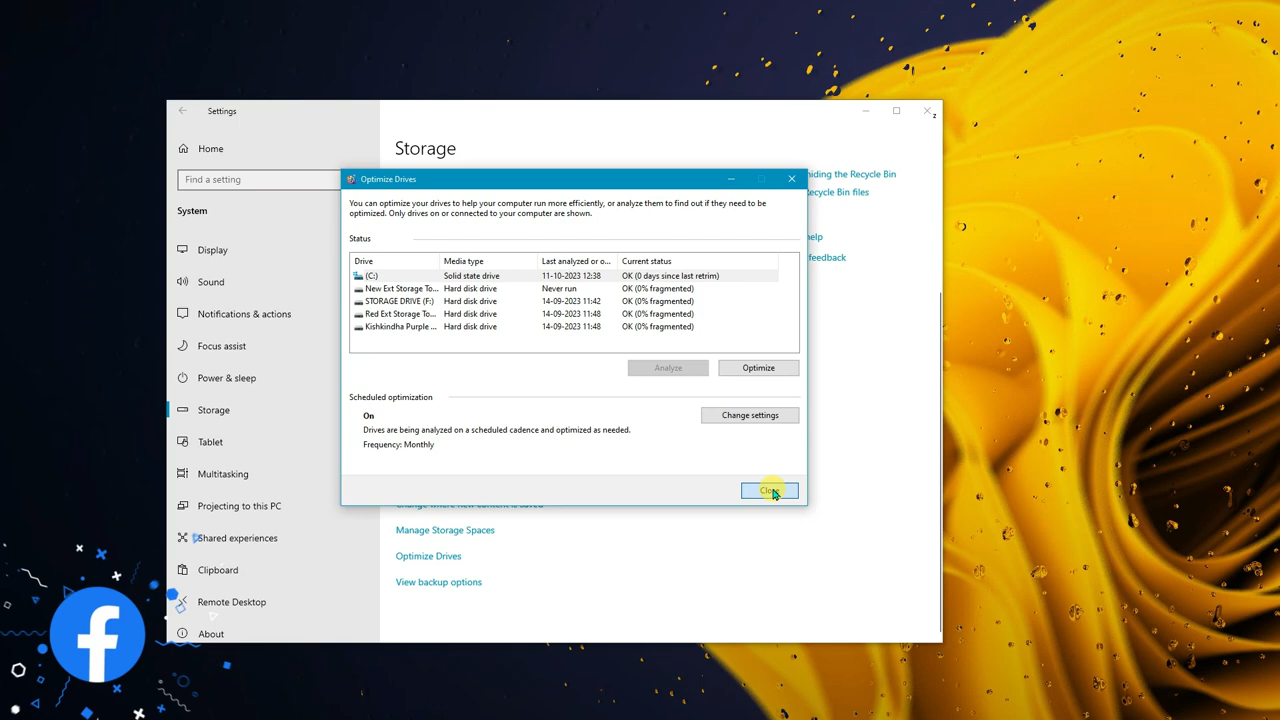 Settings
Home
Find a setting
System
Display
Sound
Notifications & actions
Focus assist
Power & sleep
Storage
Tablet
Multitasking
Projecting to this PC
Shared experiences
Clipboard
Remote Desktop
About
Storage
hiding the Recycle Bin
Recycle Bin files
help
feedback
Optimize Drives
You can optimize your drives to help your computer run more efficiently, or analyze them to find out if they need to be
optimized. Only drives on or connected to your computer are shown.
Status
Drive Media type Last analyzed or o... Current status
(C:) Solid state drive 11-10-2023 12:38 OK (0 days since last retrim)
New Ext Storage To... Hard disk drive Never run OK (0% fragmented)
STORAGE DRIVE (F:) Hard disk drive 14-09-2023 11:42 OK (0% fragmented)
Red Ext Storage To... Hard disk drive 14-09-2023 11:48 OK (0% fragmented)
Kishkindha Purple ... Hard disk drive 14-09-2023 11:48 OK (0% fragmented)
Analyze Optimize
Scheduled optimization
On
Change settings
Drives are being analyzed on a scheduled cadence and optimized as needed.
Frequency: Monthly
Close
Change where new content is saved
Manage Storage Spaces
Optimize Drives
View backup options